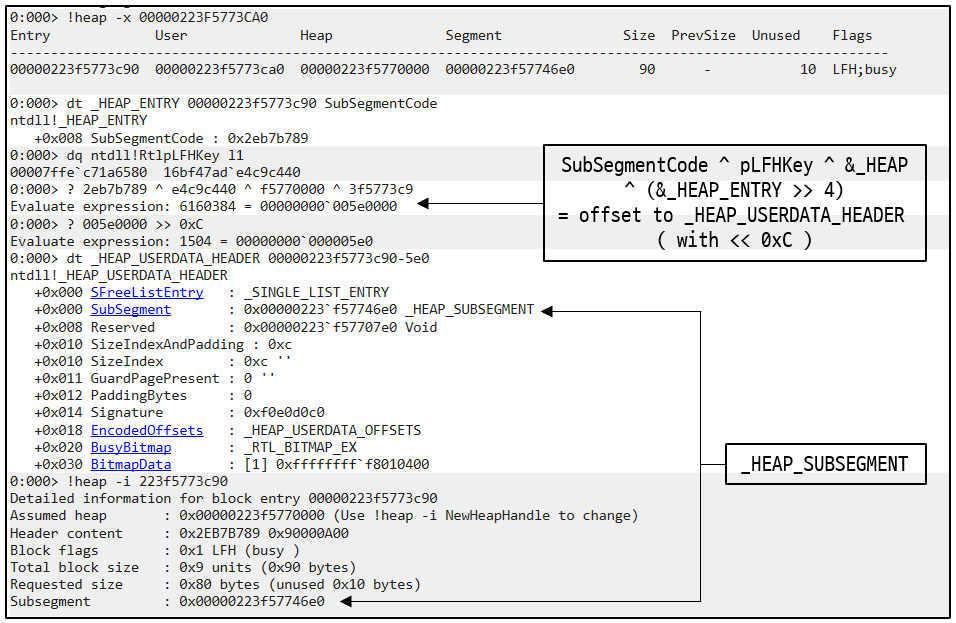 0:000> !heap -x 00000223F5773CA0
Entry User Heap Segment Size PrevSize Unused Flags
-------------------------------------------------------------------------------------------------------------
00000223f5773c90 00000223f5773ca0 00000223f5770000 00000223f57746e0 90 - 10 LFH;busy
0:000> dt _HEAP_ENTRY 00000223f5773c90 SubSegmentCode
ntdll!_HEAP_ENTRY
+0x008 SubSegmentCode : 0x2eb7b789
0:000> dq ntdll!RtlpLFHKey l1
00007ffe`c71a6580 16bf47ad`e4c9c440
0:000> ? 2eb7b789 ^ e4c9c440 ^ f5770000 ^ 3f5773c9
Evaluate expression: 6160384 = 00000000`005e0000
0:000> ? 005e0000 >> 0xC
Evaluate expression: 1504 = 00000000`000005e0
SubSegmentCode ^ pLFHKey ^ &_HEAP
^ (&_HEAP_ENTRY >> 4)
= offset to _HEAP_USERDATA_HEADER
( with << 0xC )
0:000> dt _HEAP_USERDATA_HEADER 00000223f5773c90-5e0
ntdll!_HEAP_USERDATA_HEADER
+0x000 SFreeListEntry : _SINGLE_LIST_ENTRY
+0x000 SubSegment : 0x00000223`f57746e0 _HEAP_SUBSEGMENT
+0x008 Reserved : 0x00000223`f57707e0 Void
+0x010 SizeIndexAndPadding : 0xc
+0x010 SizeIndex : 0xc ''
+0x011 GuardPagePresent : 0 ''
+0x012 PaddingBytes : 0
+0x014 Signature : 0xf0e0d0c0
+0x018 EncodedOffsets : _HEAP_USERDATA_OFFSETS
+0x020 BusyBitmap : _RTL_BITMAP_EX
+0x030 BitmapData : [1] 0xffffffff`f8010400
_HEAP_SUBSEGMENT
0:000> !heap -i 223f5773c90
Detailed information for block entry 00000223f5773c90
Assumed heap : 0x00000223f5770000 (Use !heap -i NewHeapHandle to change)
Header content : 0x2EB7B789 0x90000A00
Block flags : 0x1 LFH (busy )
Total block size : 0x9 units (0x90 bytes)
Requested size : 0x80 bytes (unused 0x10 bytes)
Subsegment : 0x00000223f57746e0